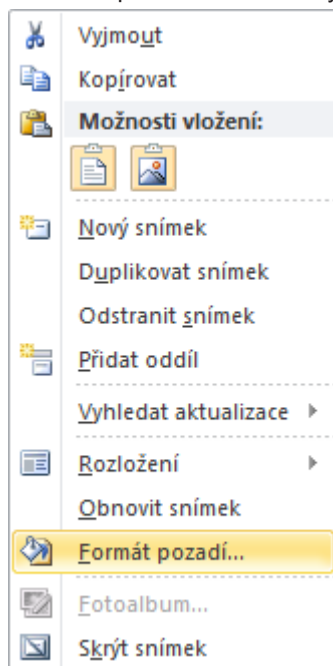 Vyjmout
Kopírovat
Možnosti vložení:
Nový snímek
Duplikovat snímek
Odstranit snímek
Přidat oddíl
Vyhledat aktualizace
Rozložení
Obnovit snímek
Formát pozadí...
Fotoalbum...
Skrýt snímek